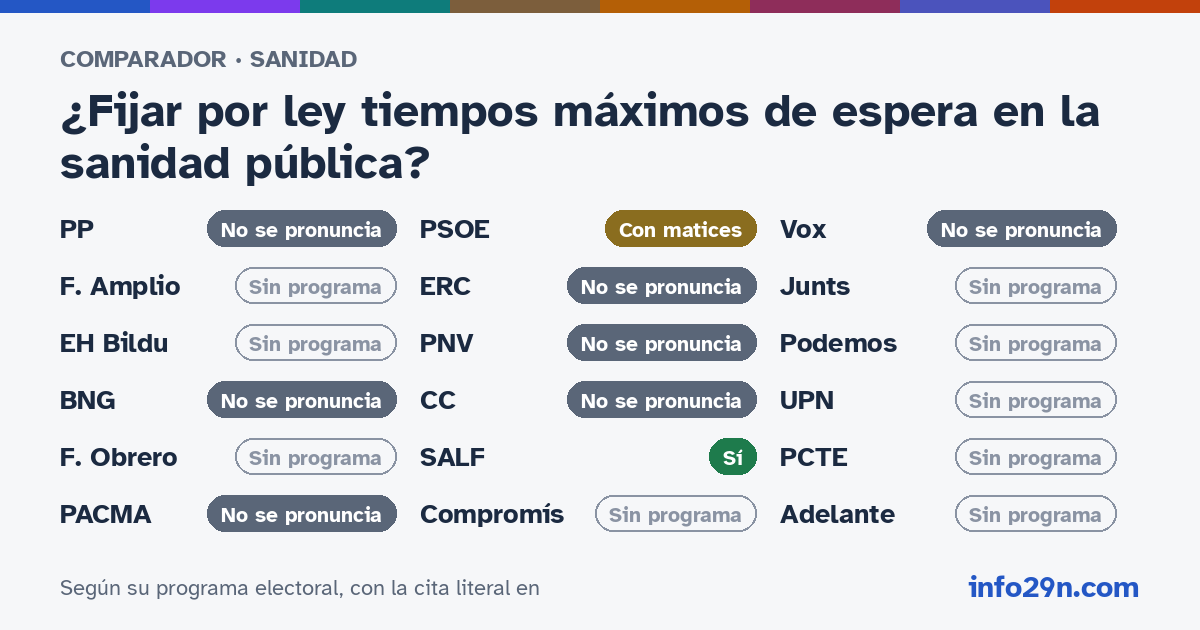 COMPARADOR · SANIDAD
¿Fijar por ley tiempos máximos de espera en la
sanidad pública?
PP No se pronuncia PSOE Con matices Vox No se pronuncia
F. Amplio Sin programa ERC No se pronuncia Junts Sin programa
EH Bildu Sin programa PNV No se pronuncia Podemos Sin programa
BNG No se pronuncia CC No se pronuncia UPN Sin programa
F. Obrero Sin programa SALF Sí PCTE Sin programa
PACMA No se pronuncia Compromís Sin programa Adelante Sin programa
Según su programa electoral, con la cita literal en info29n.com